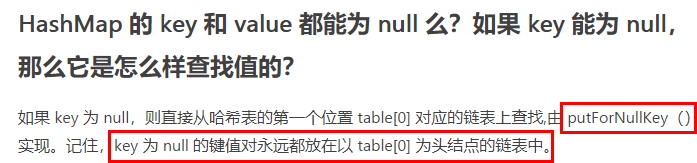 HashMap 的 key 和 value 都能为 null 么？如果 key 能为 null，
那么它是怎么样查找值的？
如果 key 为 null，则直接从哈希表的第一个位置 table[0] 对应的链表上查找,由 putForNullKey（）
实现。记住，key 为 null 的键值对永远都放在以 table[0] 为头结点的链表中。